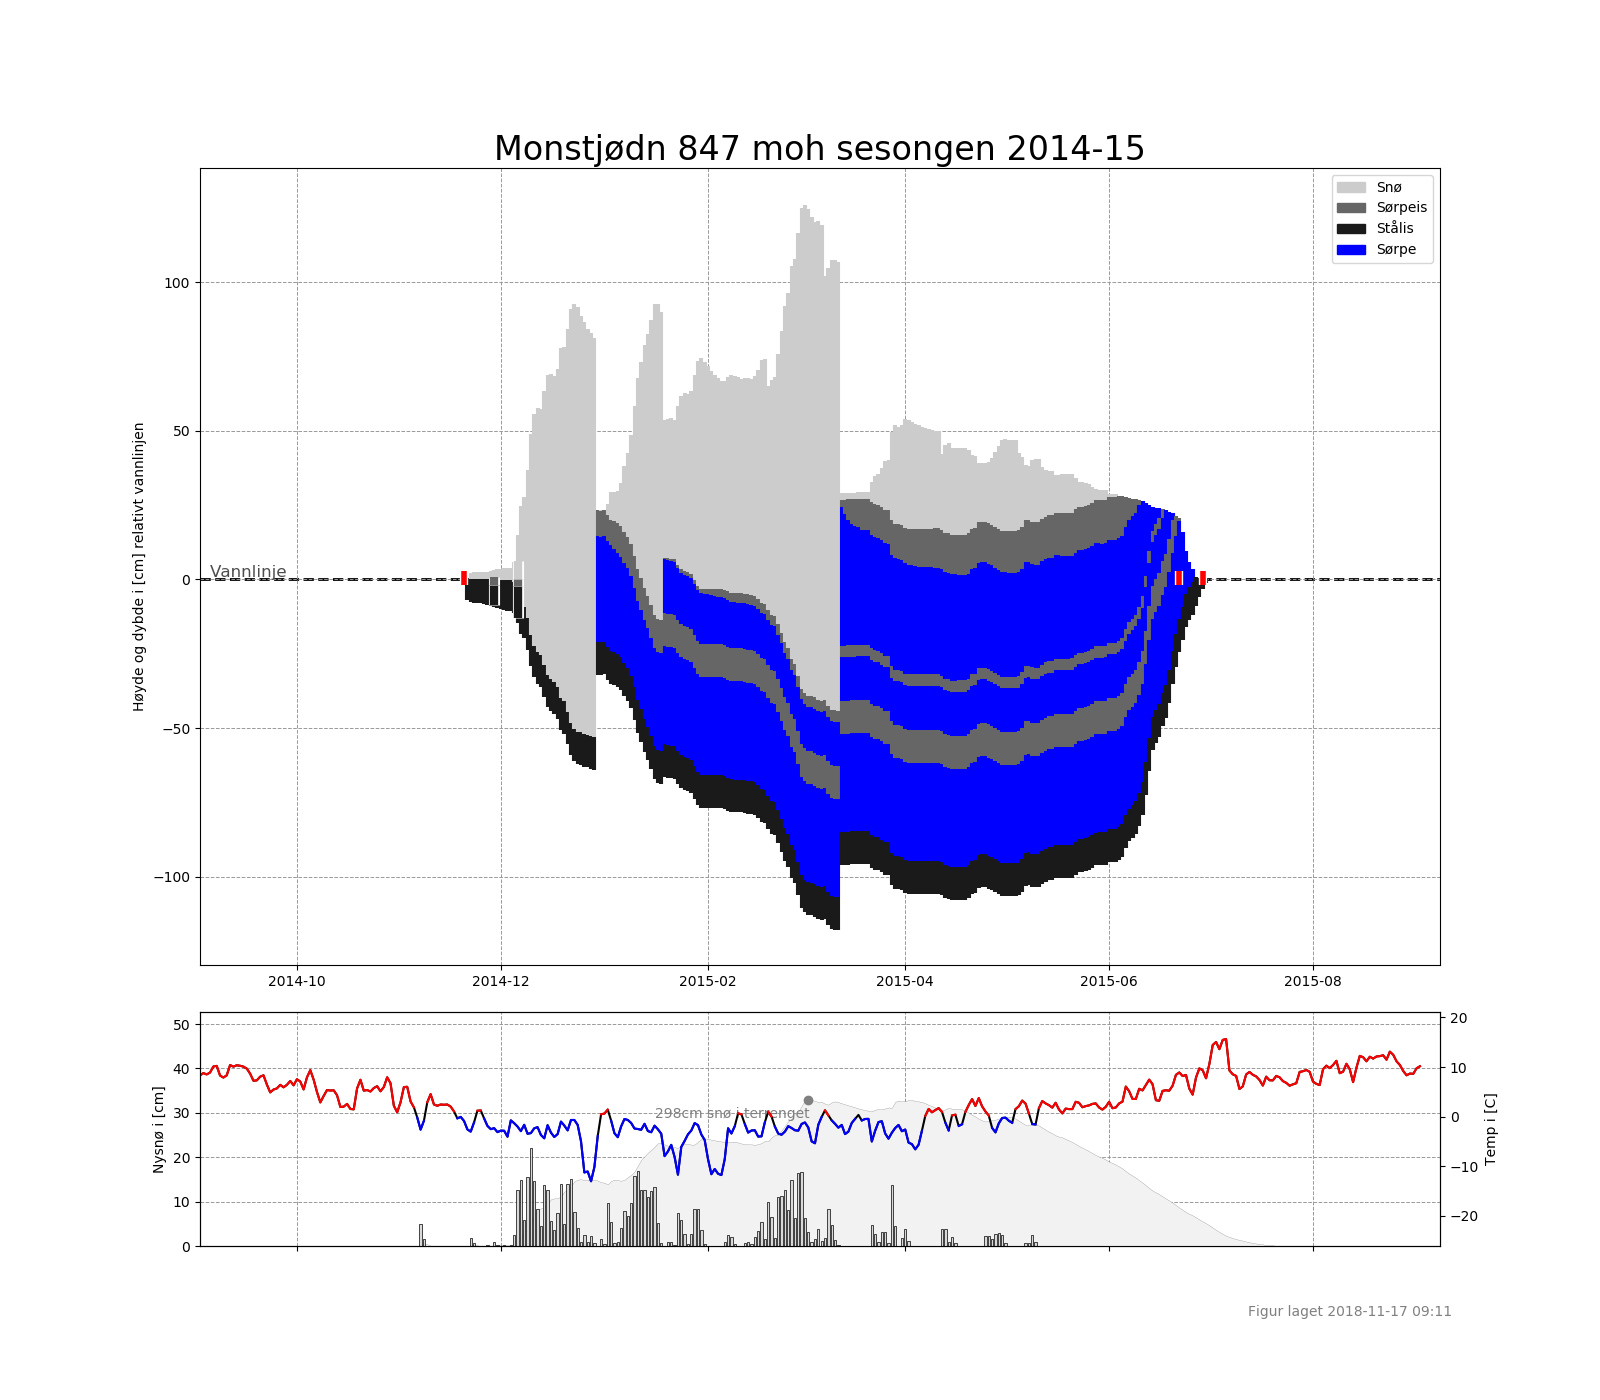 Monstjødn 847 moh sesongen 2014-15
Snø
Sørpeis
Stålis
Sørpe
100
50
0
−50
−100
Høyde og dybde i [cm] relativt vannlinjen
Vannlinje
2014-10
2014-12
2015-02
2015-04
2015-06
2015-08
50
40
30
20
10
0
Nysnø i [cm]
298cm snø i terrenget
20
10
0
−10
−20
Temp i [C]
Figur laget 2018-11-17 09:11